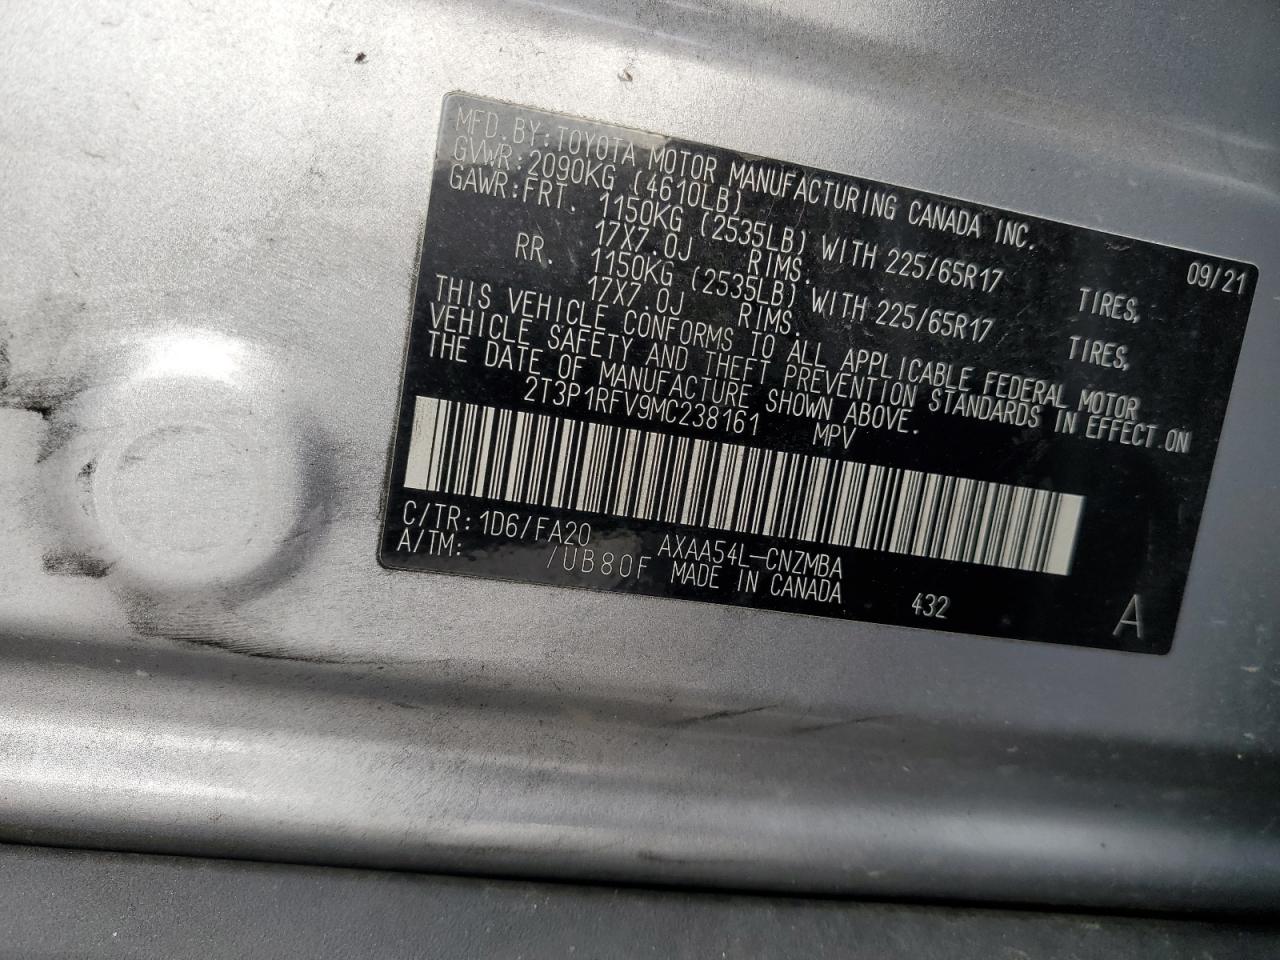 MFD. BY: TOYOTA MOTOR MANUFACTURING CANADA INC. 09/21
GVWR: 2090KG (4610LB)
GAWR: FRT. 1150KG (2535LB) WITH 225/65R17 TIRES,
17X7.0J RIMS.
RR. 1150KG (2535LB) WITH 225/65R17 TIRES,
17X7.0J RIMS.
THIS VEHICLE CONFORMS TO ALL APPLICABLE FEDERAL MOTOR
VEHICLE SAFETY AND THEFT PREVENTION STANDARDS IN EFFECT ON
THE DATE OF MANUFACTURE SHOWN ABOVE.
2T3P1RFV9MC238161 MPV
C/TR: 1D6/FA20 AXAA54L-CNZMBA
A/TM: /UB80F MADE IN CANADA 432 A